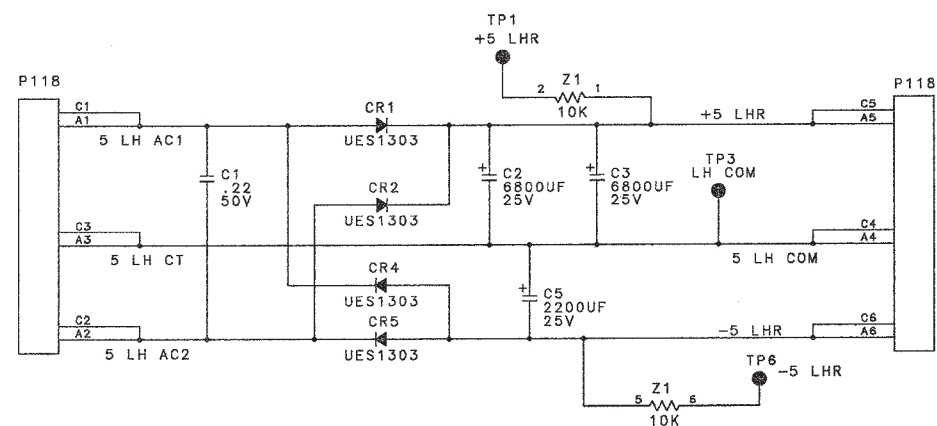 TP1
+5 LHR
P118
C1
A1
5 LH AC1
CR1
UES1303
2
Z1
1
10K
+5 LHR
P118
C5
A5
C1
.22
50V
CR2
UES1303
+
C2
6800UF
25V
+
C3
6800UF
25V
TP3
LH COM
C3
A3
5 LH CT
C4
A4
5 LH COM
CR4
UES1303
+
C5
2200UF
25V
C2
A2
5 LH AC2
CR5
UES1303
-5 LHR
C6
A6
TP6
-5 LHR
5
Z1
6
10K